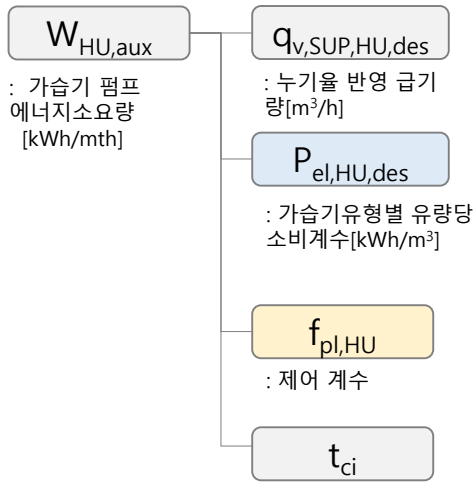 W_HU,aux
: 가습기 펌프
에너지소요량
[kWh/mth]
q_v,SUP,HU,des
: 누기율 반영 급기
량[m³/h]
P_el,HU,des
: 가습기유형별 유량당
소비계수[kWh/m³]
f_pl,HU
: 제어 계수
t_ci